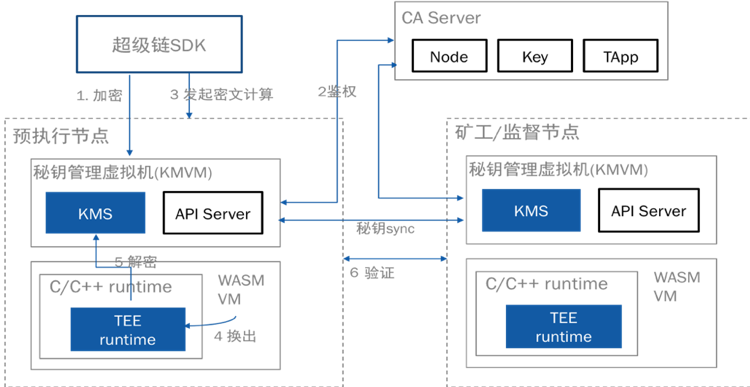 超级链SDK
CA Server
Node
Key
TApp
1. 加密
3 发起密文计算
2鉴权
预执行节点
矿工/监督节点
秘钥管理虚拟机(KMVM)
KMS
API Server
秘钥管理虚拟机(KMVM)
KMS
API Server
秘钥sync
5 解密
6 验证
C/C++ runtime
WASM
VM
TEE
runtime
4 换出
C/C++ runtime
WASM
VM
TEE
runtime